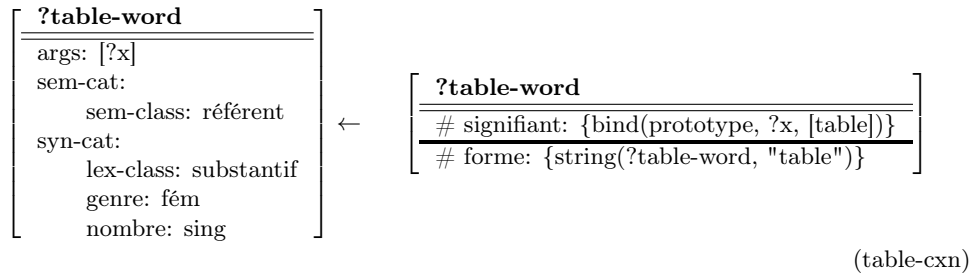 ?table-word
args: [?x]
sem-cat:
sem-class: référent
syn-cat:
lex-class: substantif
genre: fém
nombre: sing
←
?table-word
# signifiant: {bind(prototype, ?x, [table])}
# forme: {string(?table-word, "table")}
(table-cxn)